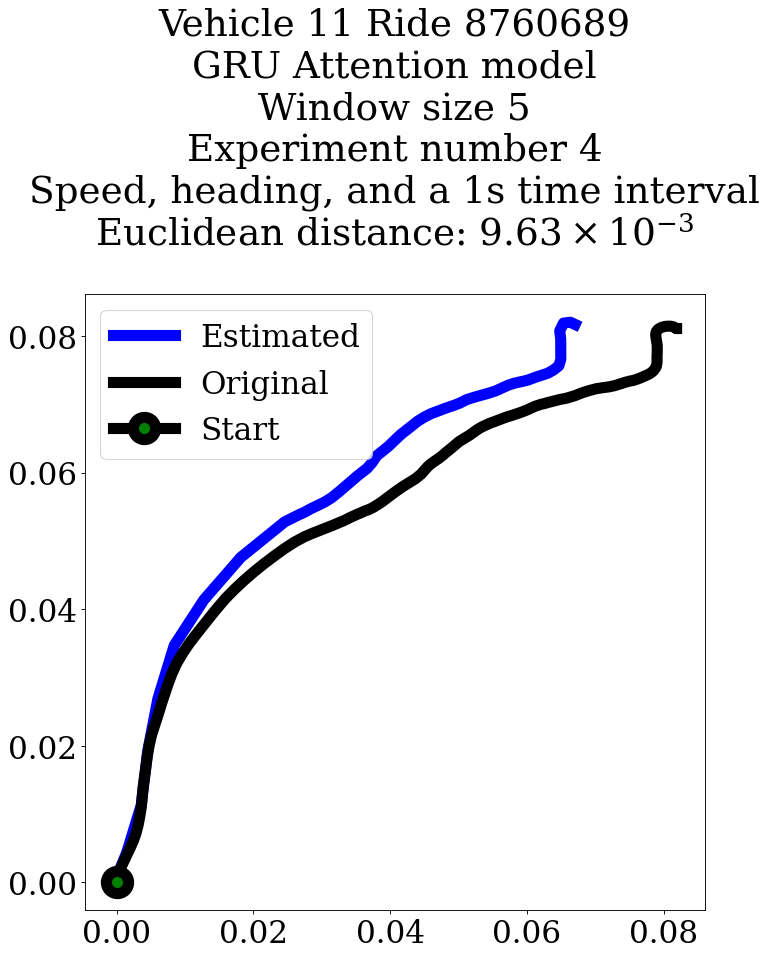 Vehicle 11 Ride 8760689
GRU Attention model
Window size 5
Experiment number 4
Speed, heading, and a 1s time interval
Euclidean distance: 9.63 × 10⁻³
Estimated
Original
Start
0.08
0.06
0.04
0.02
0.00
0.00 0.02 0.04 0.06 0.08